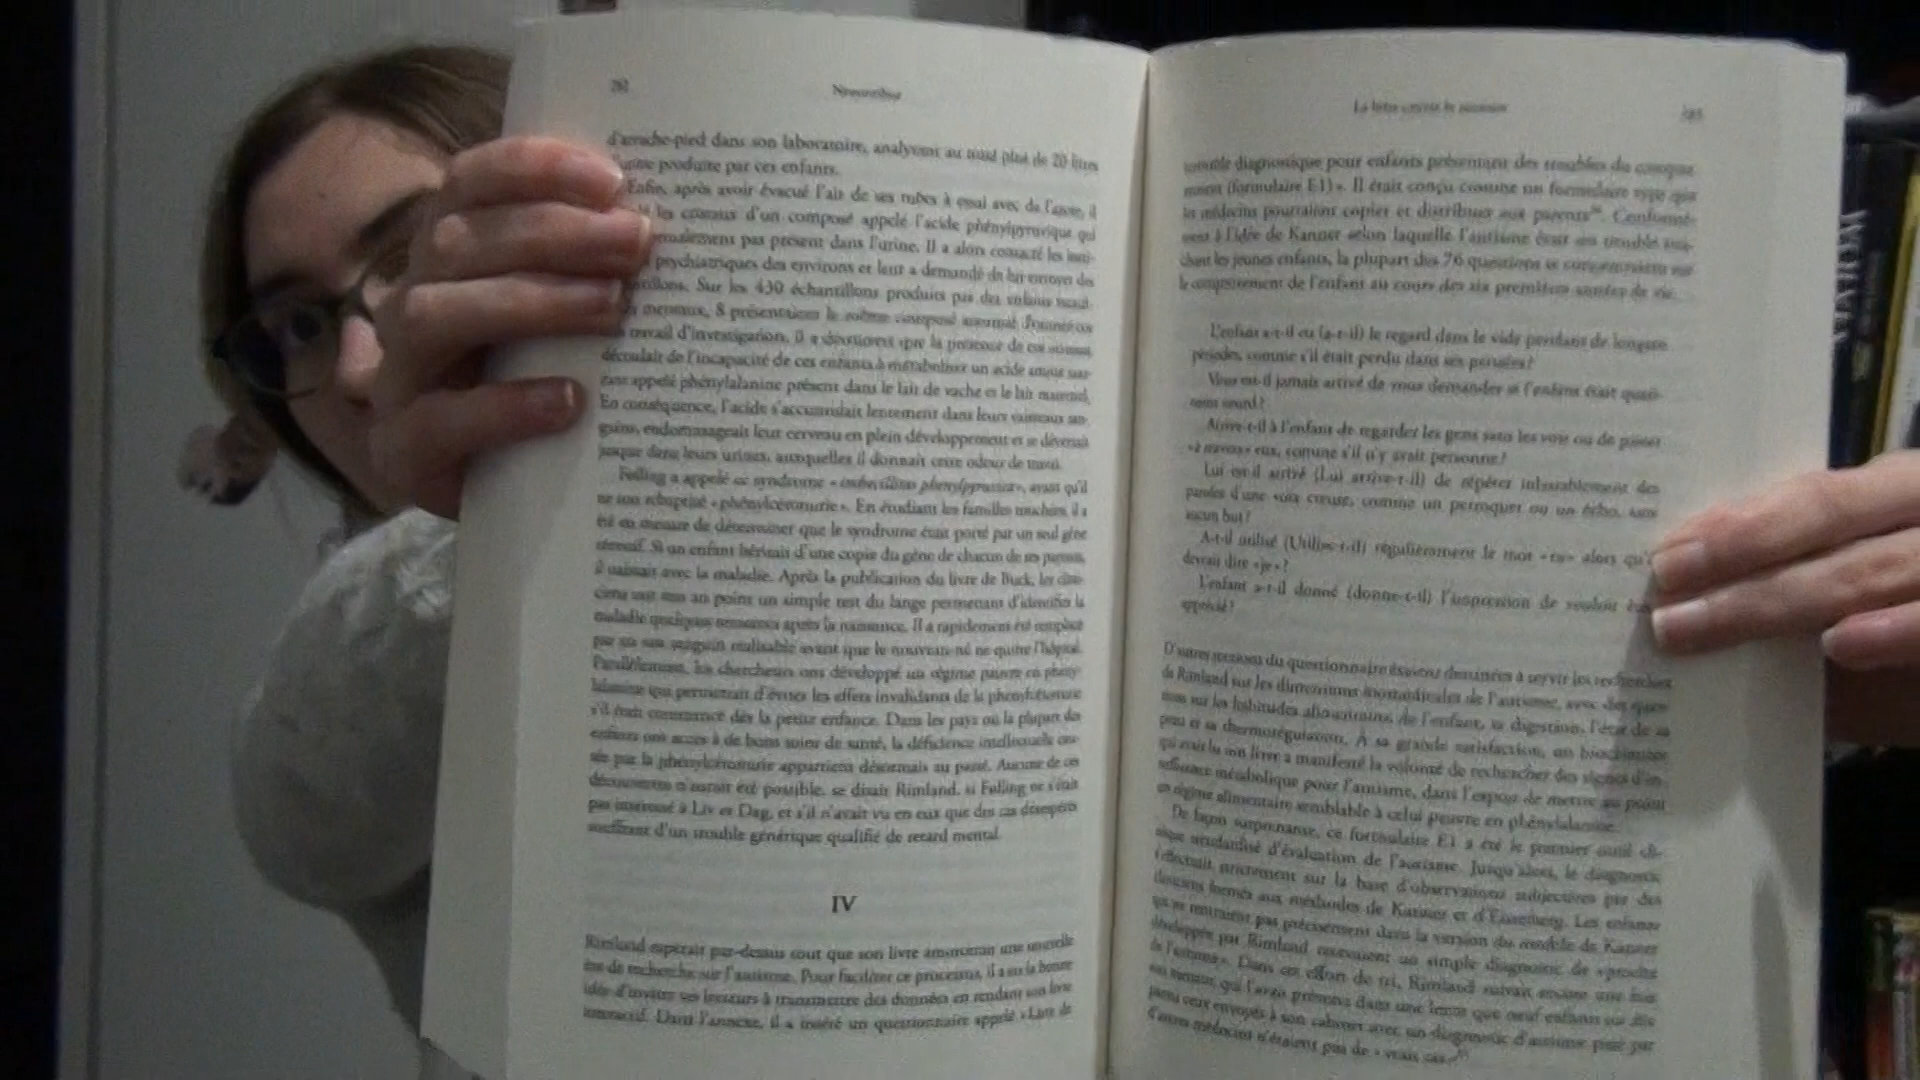 282
Neurotribus
d'arrache-pied dans son laboratoire, analysant au total plus de 20 litres
d'urine produite par ces enfants.
Enfin, après avoir évacué l'air de ses tubes à essai avec de l'azote, il
les cristaux d'un composé appelé l'acide phénylpyruvique qui
pas présent dans l'urine. Il a alors contacté les
psychiatriques des environs et leur a demandé de lui envoyer des
Sur les 430 échantillons produits par des enfants
mentaux, 8 présentaient le même composé anormal.
travail d'investigation, il a découvert que la présence de
découlait de l'incapacité de ces enfants à métaboliser un acide aminé
appelé phénylalanine présent dans le lait de vache et le lait maternel.
En conséquence, l'acide s'accumulait lentement dans leurs vaisseaux san-
guins, endommageait leur cerveau en plein développement et se déversait
jusque dans leurs urines, auxquelles il donnait cette odeur de
Følling a appelé ce syndrome « imbecillitas phenylpyruvica », avant qu'il
ne soit rebaptisé « phénylcétonurie ». En étudiant les familles touchées, il a
été en mesure de déterminer que le syndrome était porté par un seul gène
récessif. Si un enfant héritait d'une copie du gène de chacun de ses parents,
il naissait avec la maladie. Après la publication du livre de Buck, les clini-
ciens ont mis au point un simple test du lange permettant d'identifier la
maladie quelques semaines après la naissance. Il a rapidement été remplacé
par un test sanguin réalisable avant que le nouveau-né ne quitte l'hôpital.
Parallèlement, les chercheurs ont développé un régime pauvre en phény-
lalanine qui permettait d'éviter les effets invalidants de la phénylcétonurie
s'il était commencé dès la petite enfance. Dans les pays où la plupart des
enfants ont accès à de bons soins de santé, la déficience intellectuelle cau-
sée par la phénylcétonurie appartient désormais au passé. Aucune de ces
découvertes n'aurait été possible, se disait Rimland, si Følling ne s'était
pas intéressé à Liv et Dag, et s'il n'avait vu en eux que des cas désespérés
souffrant d'un trouble générique qualifié de retard mental.
IV
Rimland espérait par-dessus tout que son livre amorcerait une nouvelle
ère de recherche sur l'autisme. Pour faciliter ce processus, il a eu la bonne
idée d'inviter ses lecteurs à transmettre des données en rendant son livre
interactif. Dans l'annexe, il a inséré un questionnaire appelé « Liste de
contrôle diagnostique pour enfants présentant des troubles du comporte-
ment (formulaire E1) ». Il était conçu comme un formulaire type que
les médecins pourraient copier et distribuer aux parents. Conformé-
ment à l'idée de Kanner selon laquelle l'autisme était un trouble tou-
chant les jeunes enfants, la plupart des 76 questions se concentraient sur
le comportement de l'enfant au cours des six premières années de vie.
L'enfant a-t-il eu (a-t-il) le regard dans le vide pendant de longues
périodes, comme s'il était perdu dans ses pensées ?
Vous est-il jamais arrivé de vous demander si l'enfant était quasi-
ment sourd ?
Arrive-t-il à l'enfant de regarder les gens sans les voir ou de passer
« à travers » eux, comme s'il n'y avait personne ?
Lui est-il arrivé (Lui arrive-t-il) de répéter inlassablement des
paroles d'une voix creuse, comme un perroquet ou un écho, sans
aucun but ?
A-t-il utilisé (Utilise-t-il) régulièrement le mot « tu » alors qu'
devrait dire « je » ?
L'enfant a-t-il donné (donne-t-il) l'impression de vouloir
apprécié ?
D'autres sections du questionnaire étaient destinées à servir les recherches
de Rimland sur les dimensions de l'autisme, avec des ques-
tions sur les habitudes alimentaires de l'enfant, sa digestion, l'état de sa
peau et sa thermorégulation. À sa grande satisfaction, un biochimiste
qui avait lu son livre a manifesté la volonté de rechercher des signes d'in-
suffisance métabolique pour l'autisme, dans l'espoir de mettre au point
un régime alimentaire semblable à celui pauvre en phénylalanine.
De façon surprenante, ce formulaire E1 a été le premier outil cli-
nique standardisé d'évaluation de l'autisme. Jusqu'alors, le diagnostic
s'effectuait strictement sur la base d'observations subjectives par des
cliniciens formés aux méthodes de Kanner et d'Eisenberg. Les enfants
qui ne rentraient pas précisément dans la version du modèle de Kanner
développée par Rimland recevaient un simple diagnostic de « proche
de l'autisme ». Dans cet effort de tri, Rimland suivait encore une fois
son mentor, qui l'avait prévenu dans une lettre que neuf enfants sur dix
parmi ceux envoyés à son cabinet avec un diagnostic d'autisme posé par
d'autres médecins n'étaient pas de « vrais cas ».